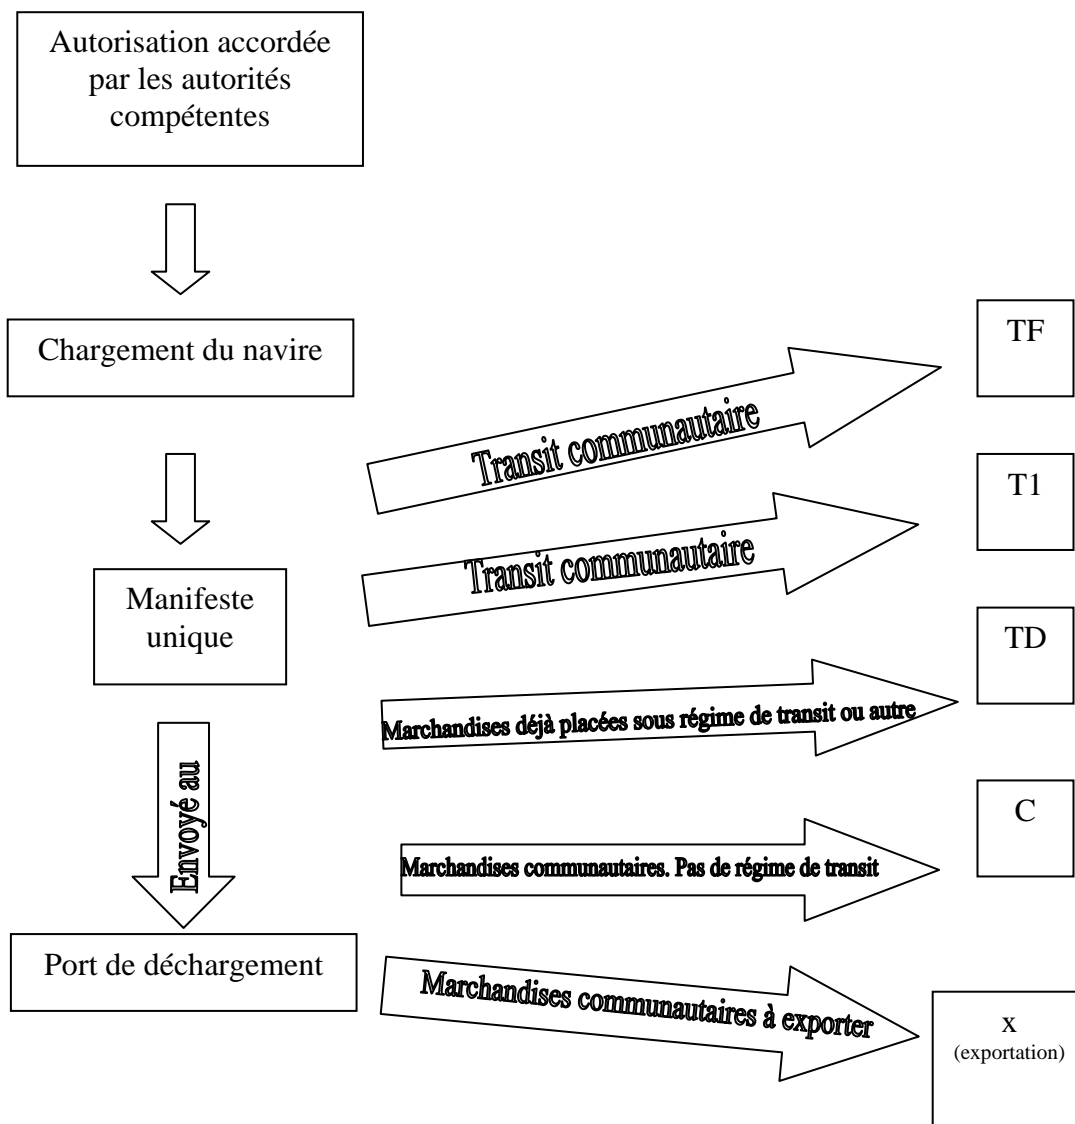 Autorisation accordée
par les autorités
compétentes
Chargement du navire
TF
Transit communautaire
T1
Transit communautaire
Manifeste
unique
TD
Marchandises déjà placées sous régime de transit ou autre
Envoyé au
C
Marchandises communautaires. Pas de régime de transit
Port de déchargement
Marchandises communautaires à exporter
x
(exportation)